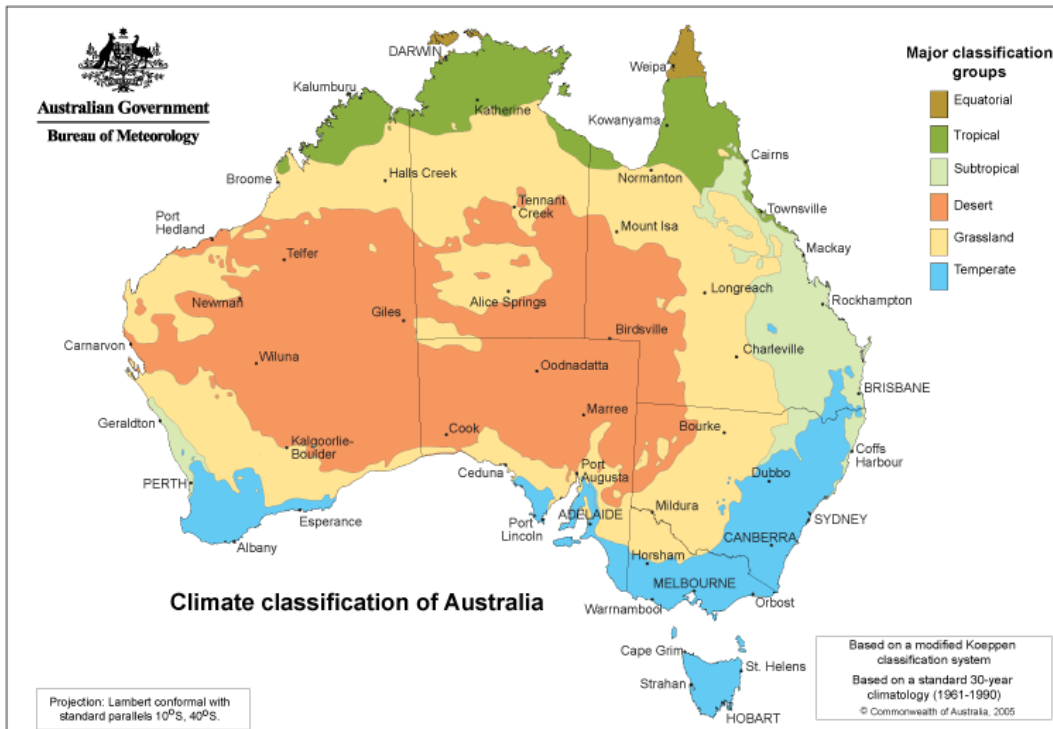 Australian Government
Bureau of Meteorology
Major classification
groups
Equatorial
Tropical
Subtropical
Desert
Grassland
Temperate
DARWIN
Weipa
Kalumburu
Katherine
Kowanyama
Cairns
Broome
Halls Creek
Normanton
Townsville
Tennant
Creek
Port
Hedland
Mount Isa
Mackay
Telfer
Newman
Alice Springs
Longreach
Rockhampton
Giles
Birdsville
Carnarvon
Wiluna
Oodnadatta
Charleville
BRISBANE
Geraldton
Marree
Bourke
Kalgoorlie-
Boulder
Cook
Coffs
Harbour
Ceduna
Port
Augusta
Dubbo
PERTH
Esperance
Port
Lincoln
ADELAIDE
Mildura
SYDNEY
CANBERRA
Albany
Horsham
MELBOURNE
Warrnambool
Orbost
Climate classification of Australia
Cape Grim
St. Helens
Strahan
HOBART
Based on a modified Koeppen
classification system
Based on a standard 30-year
climatology (1961-1990)
© Commonwealth of Australia, 2005
Projection: Lambert conformal with
standard parallels 10°S, 40°S.